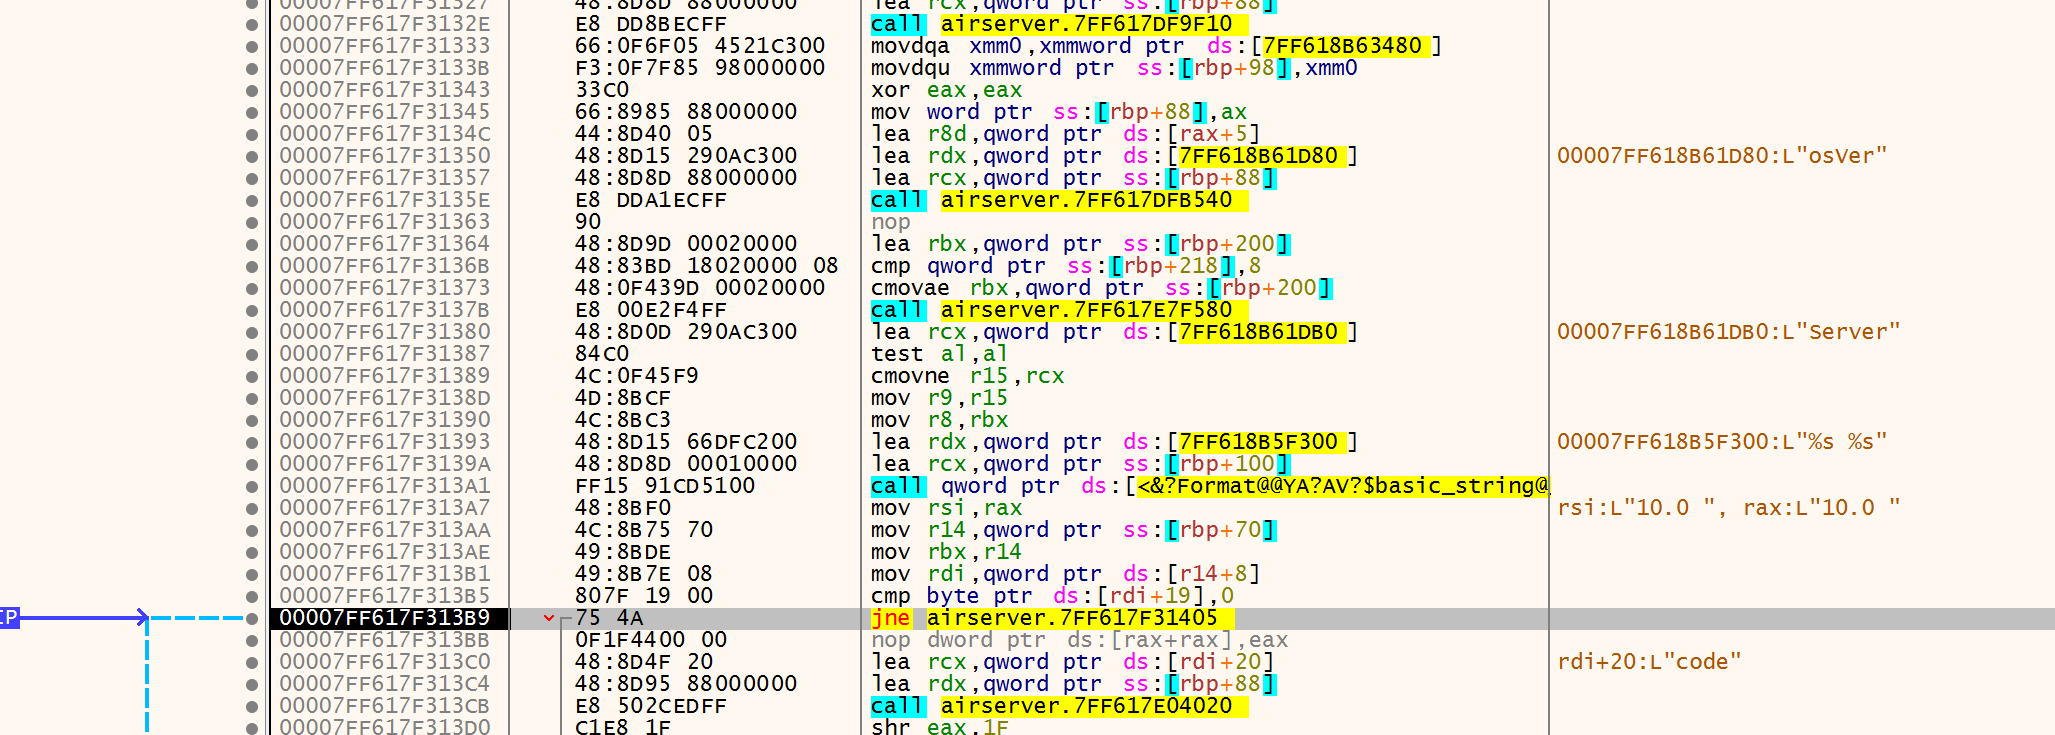 00007FF617F31327 48:8D8D 88000000 lea rcx,qword ptr ss:[rbp+88]
00007FF617F3132E E8 DD8BECFF call airserver.7FF617DF9F10
00007FF617F31333 66:0F6F05 4521C300 movdqa xmm0,xmmword ptr ds:[7FF618B63480]
00007FF617F3133B F3:0F7F85 98000000 movdqu xmmword ptr ss:[rbp+98],xmm0
00007FF617F31343 33C0 xor eax,eax
00007FF617F31345 66:8985 88000000 mov word ptr ss:[rbp+88],ax
00007FF617F3134C 44:8D40 05 lea r8d,qword ptr ds:[rax+5]
00007FF617F31350 48:8D15 290AC300 lea rdx,qword ptr ds:[7FF618B61D80] 00007FF618B61D80:L"osVer"
00007FF617F31357 48:8D8D 88000000 lea rcx,qword ptr ss:[rbp+88]
00007FF617F3135E E8 DDA1ECFF call airserver.7FF617DFB540
00007FF617F31363 90 nop
00007FF617F31364 48:8D9D 00020000 lea rbx,qword ptr ss:[rbp+200]
00007FF617F3136B 48:83BD 18020000 08 cmp qword ptr ss:[rbp+218],8
00007FF617F31373 48:0F439D 00020000 cmovae rbx,qword ptr ss:[rbp+200]
00007FF617F3137B E8 00E2F4FF call airserver.7FF617E7F580
00007FF617F31380 48:8D0D 290AC300 lea rcx,qword ptr ds:[7FF618B61DB0] 00007FF618B61DB0:L"Server"
00007FF617F31387 84C0 test al,al
00007FF617F31389 4C:0F45F9 cmovne r15,rcx
00007FF617F3138D 4D:8BCF mov r9,r15
00007FF617F31390 4C:8BC3 mov r8,rbx
00007FF617F31393 48:8D15 66DFC200 lea rdx,qword ptr ds:[7FF618B5F300] 00007FF618B5F300:L"%s %s"
00007FF617F3139A 48:8D8D 00010000 lea rcx,qword ptr ss:[rbp+100]
00007FF617F313A1 FF15 91CD5100 call qword ptr ds:[<&?Format@@YA?AV?$basic_string@
00007FF617F313A7 48:8BF0 mov rsi,rax rsi:L"10.0 ", rax:L"10.0 "
00007FF617F313AA 4C:8B75 70 mov r14,qword ptr ss:[rbp+70]
00007FF617F313AE 49:8BDE mov rbx,r14
00007FF617F313B1 49:8B7E 08 mov rdi,qword ptr ds:[r14+8]
00007FF617F313B5 807F 19 00 cmp byte ptr ds:[rdi+19],0
00007FF617F313B9 75 4A jne airserver.7FF617F31405
00007FF617F313BB 0F1F4400 00 nop dword ptr ds:[rax+rax],eax
00007FF617F313C0 48:8D4F 20 lea rcx,qword ptr ds:[rdi+20] rdi+20:L"code"
00007FF617F313C4 48:8D95 88000000 lea rdx,qword ptr ss:[rbp+88]
00007FF617F313CB E8 502CEDFF call airserver.7FF617E04020
00007FF617F313D0 C1E8 1F shr eax,1F